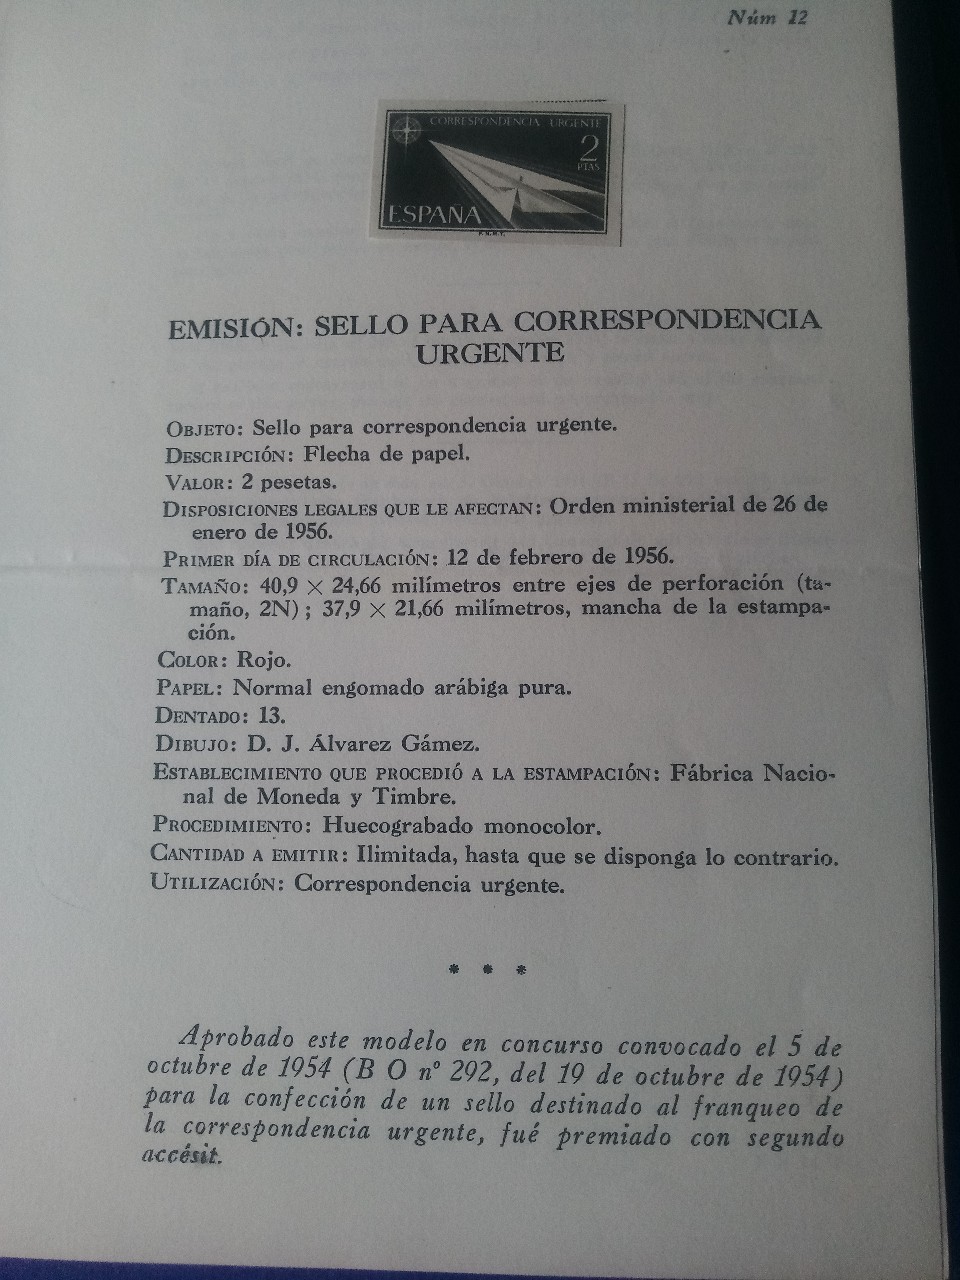 Núm 12
CORRESPONDENCIA URGENTE
2
PTAS
ESPAÑA
F.N.M.T.
EMISIÓN: SELLO PARA CORRESPONDENCIA
URGENTE
OBJETO: Sello para correspondencia urgente.
DESCRIPCIÓN: Flecha de papel.
VALOR: 2 pesetas.
DISPOSICIONES LEGALES QUE LE AFECTAN: Orden ministerial de 26 de
enero de 1956.
PRIMER DÍA DE CIRCULACIÓN: 12 de febrero de 1956.
TAMAÑO: 40,9 × 24,66 milímetros entre ejes de perforación (ta-
maño, 2N) ; 37,9 × 21,66 milímetros, mancha de la estampa-
ción.
COLOR: Rojo.
PAPEL: Normal engomado arábiga pura.
DENTADO: 13.
DIBUJO: D. J. Álvarez Gámez.
ESTABLECIMIENTO QUE PROCEDIÓ A LA ESTAMPACIÓN: Fábrica Nacio-
nal de Moneda y Timbre.
PROCEDIMIENTO: Huecograbado monocolor.
CANTIDAD A EMITIR: Ilimitada, hasta que se disponga lo contrario.
UTILIZACIÓN: Correspondencia urgente.
* * *
Aprobado este modelo en concurso convocado el 5 de
octubre de 1954 (B O nº 292, del 19 de octubre de 1954)
para la confección de un sello destinado al franqueo de
la correspondencia urgente, fué premiado con segundo
accésit.